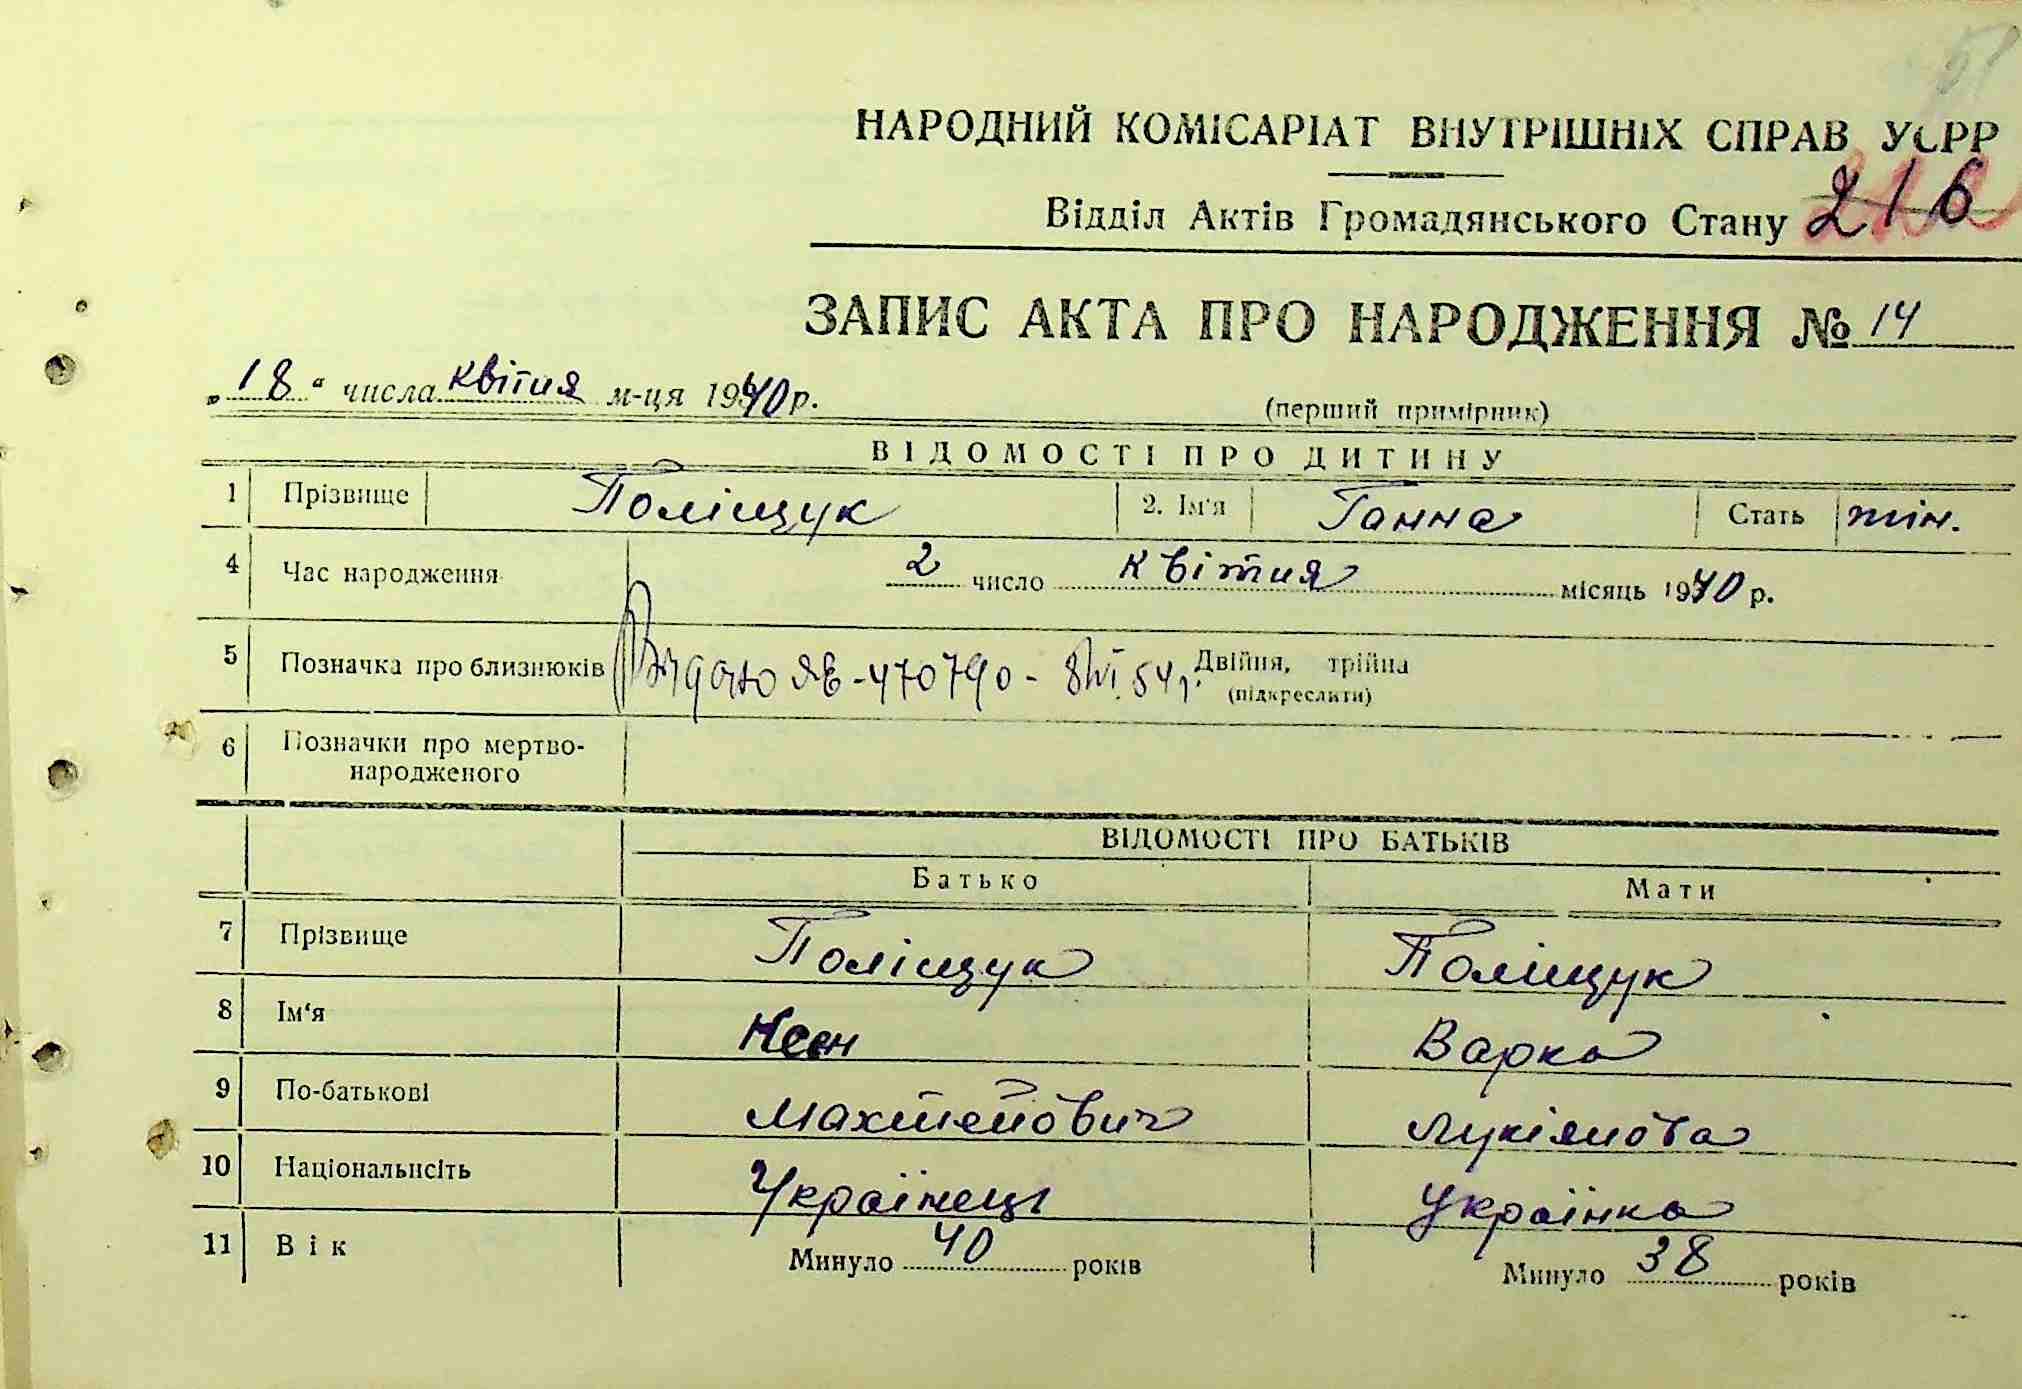 НАРОДНИЙ КОМІСАРІАТ ВНУТРІШНІХ СПРАВ УСРР
Відділ Актів Громадянського Стану 216
ЗАПИС АКТА ПРО НАРОДЖЕННЯ № 14
„ 18 “ числа квітня м-ця 1940 р.
(перший примірник)
ВІДОМОСТІ ПРО ДИТИНУ
1 Прізвище Поліщук 2. Ім'я Ганна Стать жін.
4 Час народження 2 число квітня місяць 1940 р.
5 Позначка про близнюків ЯБ-470790 - Двійня, трійна
(підкреслити)
6 Позначки про мертво-
народженого
ВІДОМОСТІ ПРО БАТЬКІВ
Батько Мати
7 Прізвище Поліщук Поліщук
8 Ім‘я Варка
9 По-батькові Лукіянова
10 Національність Українець Українка
11 Вік Минуло 40 років Минуло 38 років